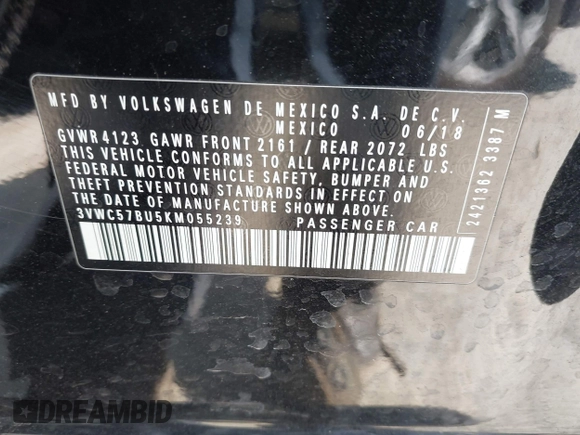 MFD BY VOLKSWAGEN DE MEXICO S.A. DE C.V.
MEXICO 06/18
GVWR 4123 GAWR FRONT 2161 / REAR 2072 LBS
THIS VEHICLE CONFORMS TO ALL APPLICABLE U.S.
FEDERAL MOTOR VEHICLE SAFETY, BUMPER AND
THEFT PREVENTION STANDARDS IN EFFECT ON
THE DATE OF MANUFACTURE SHOWN ABOVE.
3VWC57BU5KM055239 PASSENGER CAR
2421362 3387 M
DREAMBID